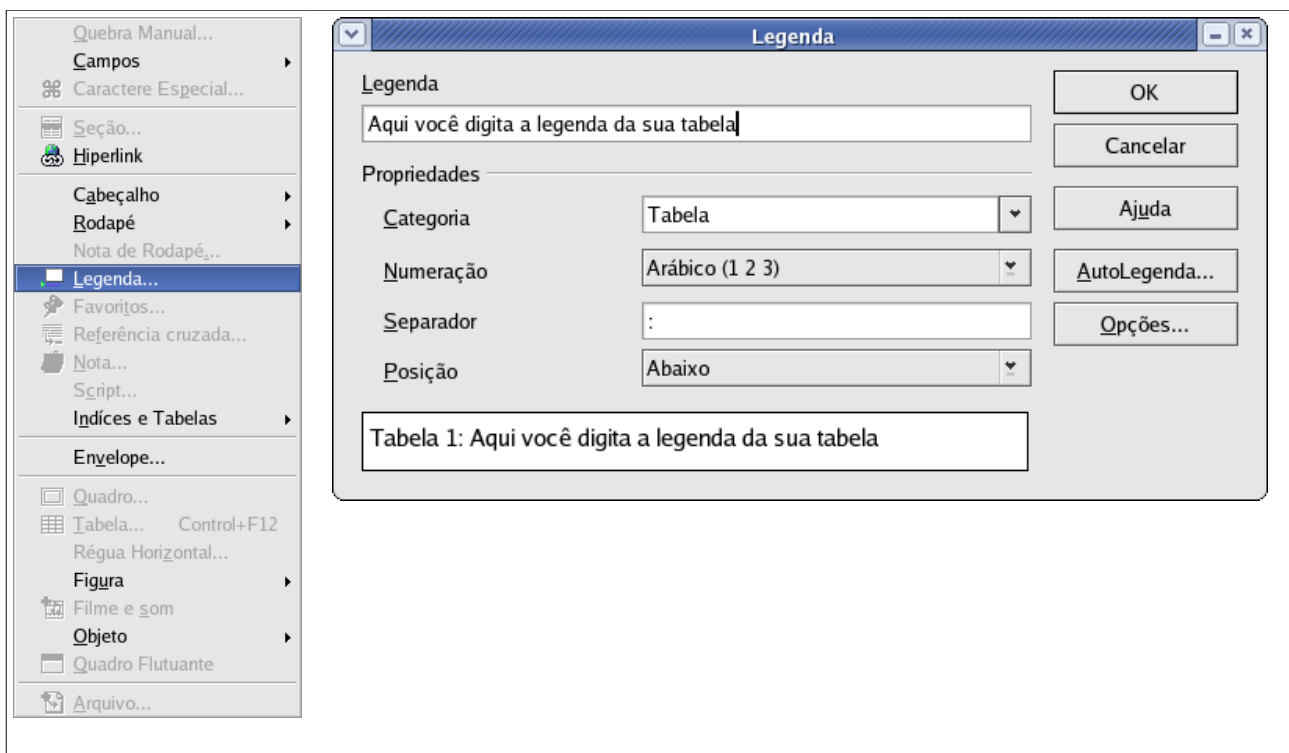 Quebra Manual...
Campos
Caractere Especial...
Seção...
Hiperlink
Cabeçalho
Rodapé
Nota de Rodapé...
Legenda...
Favoritos...
Referência cruzada...
Nota...
Script...
Indíces e Tabelas
Envelope...
Quadro...
Tabela... Control+F12
Régua Horizontal...
Figura
Filme e som
Objeto
Quadro Flutuante
Arquivo...
Legenda
Legenda
Aqui você digita a legenda da sua tabela
Propriedades
Categoria Tabela
Numeração Arábico (1 2 3)
Separador :
Posição Abaixo
Tabela 1: Aqui você digita a legenda da sua tabela
OK
Cancelar
Ajuda
AutoLegenda...
Opções...